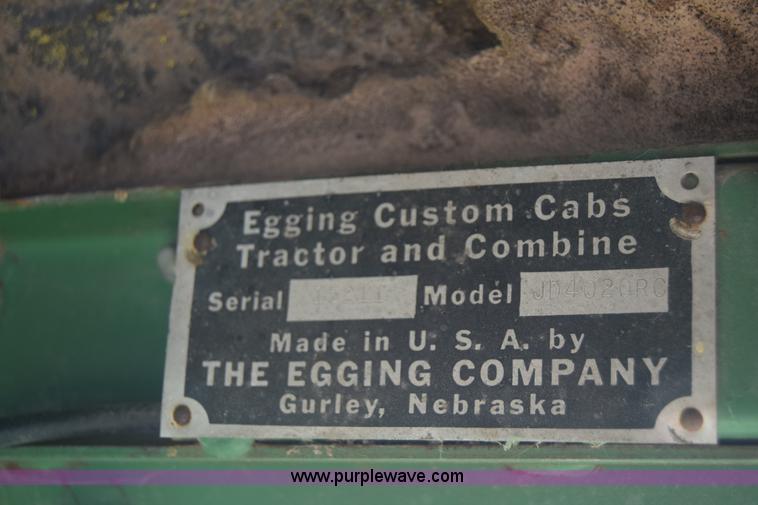 Egging Custom Cabs
Tractor and Combine
Serial Model JD4020RC
Made in U. S. A. by
THE EGGING COMPANY
Gurley, Nebraska
www.purplewave.com